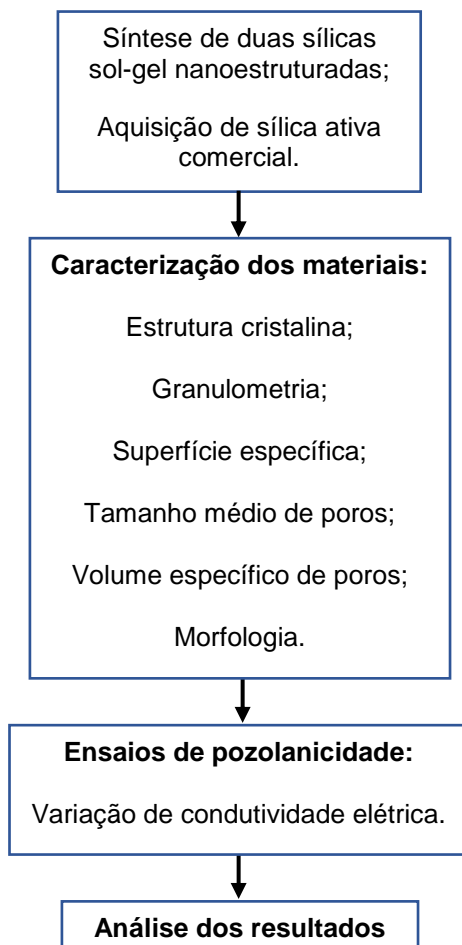 Síntese de duas sílicas
sol-gel nanoestruturadas;
Aquisição de sílica ativa
comercial.
Caracterização dos materiais:
Estrutura cristalina;
Granulometria;
Superfície específica;
Tamanho médio de poros;
Volume específico de poros;
Morfologia.
Ensaios de pozolanicidade:
Variação de condutividade elétrica.
Análise dos resultados